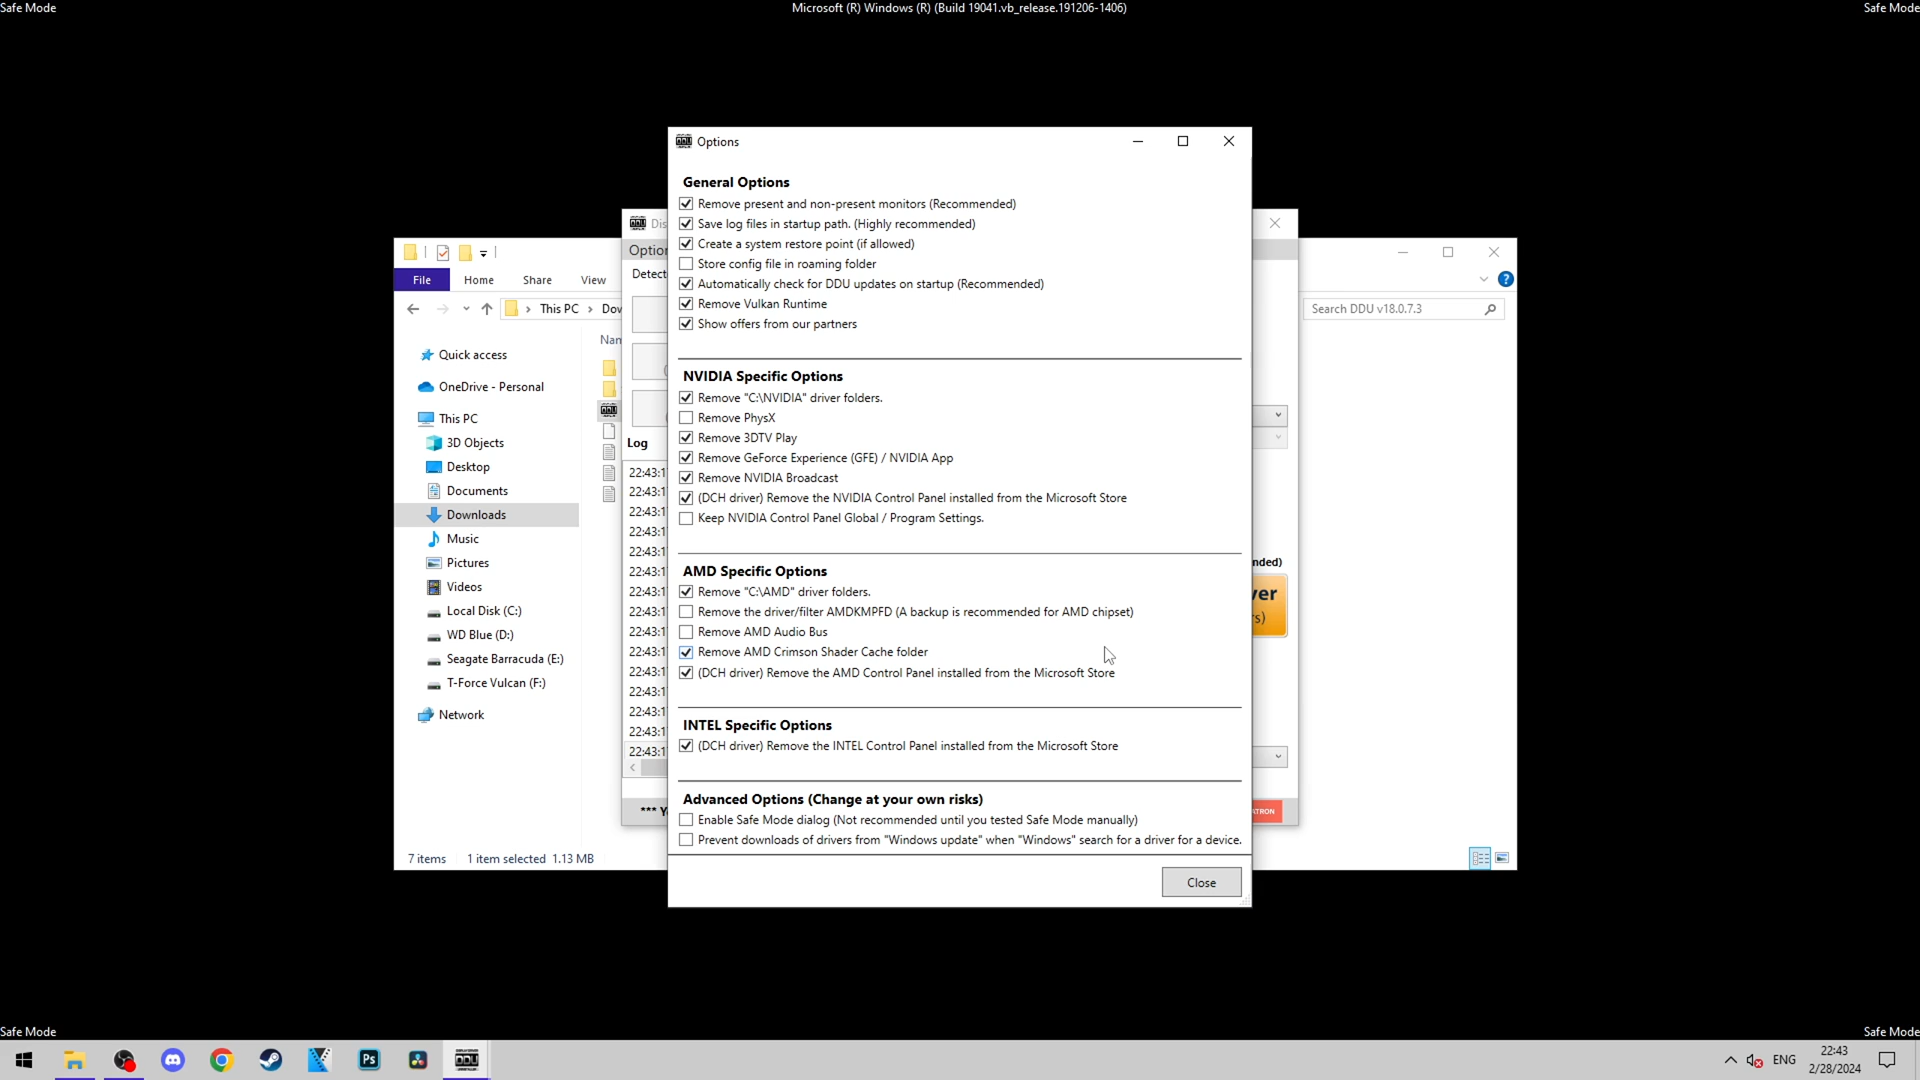 Safe Mode
Microsoft (R) Windows (R) (Build 19041.vb_release.191206-1406)
Safe Mode
Options
General Options
Remove present and non-present monitors (Recommended)
Save log files in startup path. (Highly recommended)
Create a system restore point (if allowed)
Store config file in roaming folder
Automatically check for DDU updates on startup (Recommended)
Remove Vulkan Runtime
Show offers from our partners
NVIDIA Specific Options
Remove "C:\NVIDIA" driver folders.
Remove PhysX
Remove 3DTV Play
Remove GeForce Experience (GFE) / NVIDIA App
Remove NVIDIA Broadcast
(DCH driver) Remove the NVIDIA Control Panel installed from the Microsoft Store
Keep NVIDIA Control Panel Global / Program Settings.
AMD Specific Options
Remove "C:\AMD" driver folders.
Remove the driver/filter AMDKMPFD (A backup is recommended for AMD chipset)
Remove AMD Audio Bus
Remove AMD Crimson Shader Cache folder
(DCH driver) Remove the AMD Control Panel installed from the Microsoft Store
INTEL Specific Options
(DCH driver) Remove the INTEL Control Panel installed from the Microsoft Store
Advanced Options (Change at your own risks)
Enable Safe Mode dialog (Not recommended until you tested Safe Mode manually)
Prevent downloads of drivers from "Windows update" when "Windows" search for a driver for a device.
Close
File
Home
Share
View
This PC
Search DDU v18.0.7.3
Quick access
OneDrive - Personal
This PC
3D Objects
Desktop
Documents
Downloads
Music
Pictures
Videos
Local Disk (C:)
WD Blue (D:)
Seagate Barracuda (E:)
T-Force Vulcan (F:)
Network
7 items
1 item selected 1.13 MB
Log
Safe Mode
Safe Mode
DDU
Ps
ENG
22:43
2/28/2024